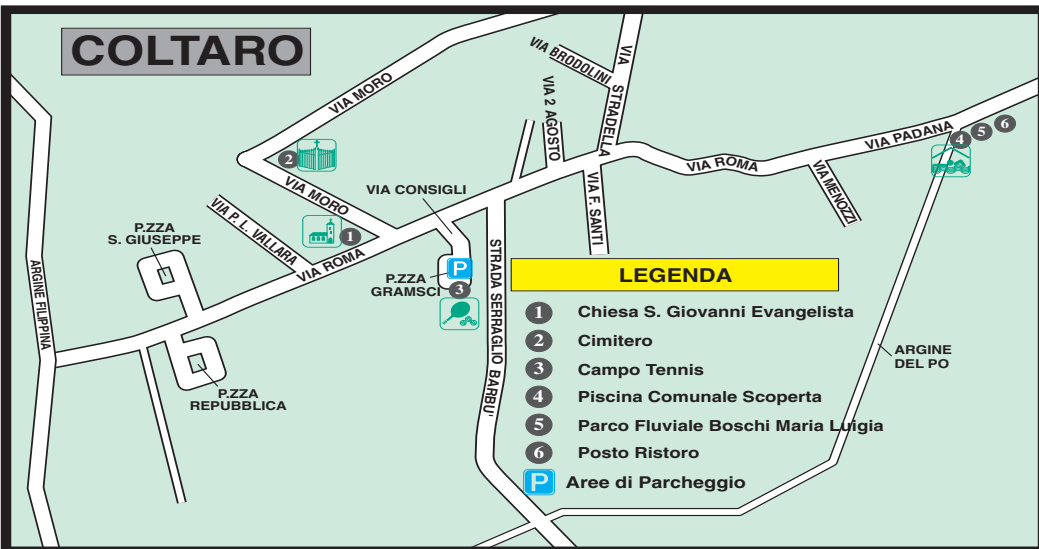 COLTARO
VIA MORO
VIA BRODOLINI
VIA STRADELLA
VIA 2 AGOSTO
VIA PADANA
4 5 6
2
VIA MORO
VIA CONSIGLI
VIA ROMA
VIA MENOZZI
VIA P. L. VALLARA
1
VIA F. SANTI
P.ZZA
S. GIUSEPPE
VIA ROMA
ARGINE FILIPPINA
P.ZZA
GRAMSCI
P
3
STRADA SERRAGLIO BARBU'
P.ZZA
REPUBBLICA
ARGINE
DEL PO
LEGENDA
1 Chiesa S. Giovanni Evangelista
2 Cimitero
3 Campo Tennis
4 Piscina Comunale Scoperta
5 Parco Fluviale Boschi Maria Luigia
6 Posto Ristoro
P Aree di Parcheggio